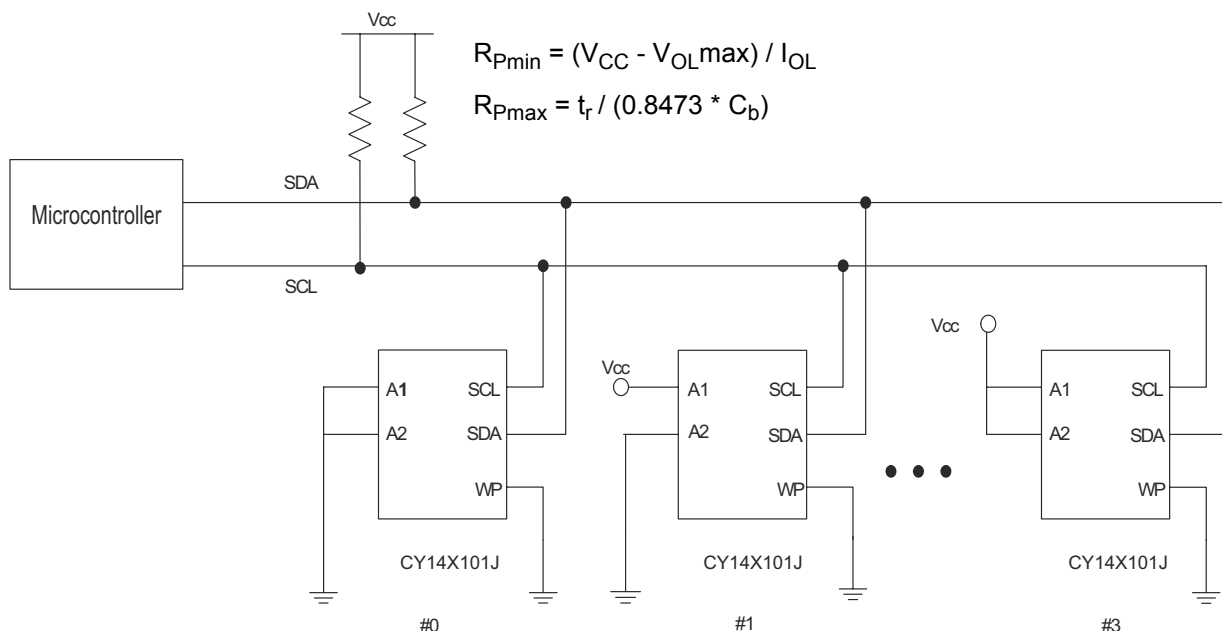 Vcc
R_Pmin = (V_CC - V_OLmax) / I_OL
R_Pmax = t_r / (0.8473 * C_b)
SDA
Microcontroller
SCL
Vcc
Vcc
A1
SCL
A2
SDA
WP
A1
SCL
A2
SDA
WP
A1
SCL
A2
SDA
WP
CY14X101J
CY14X101J
CY14X101J
#0
#1
#3